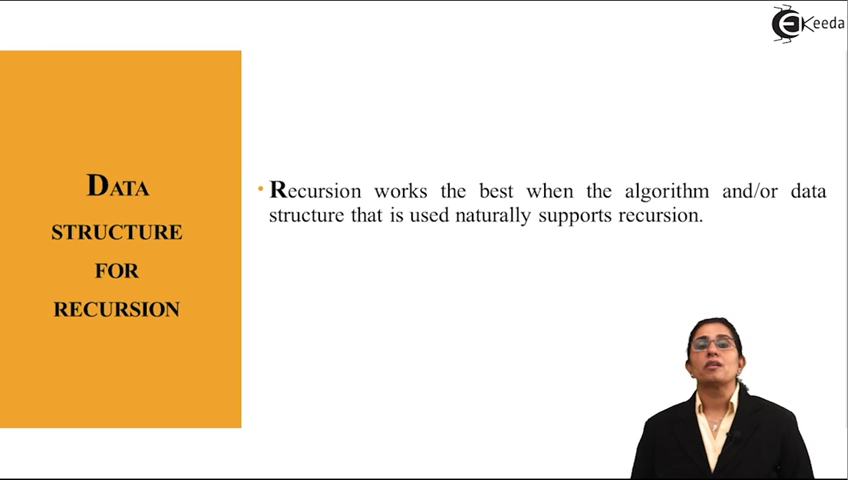 Keeda
DATA
STRUCTURE
FOR
RECURSION
• Recursion works the best when the algorithm and/or data
structure that is used naturally supports recursion.